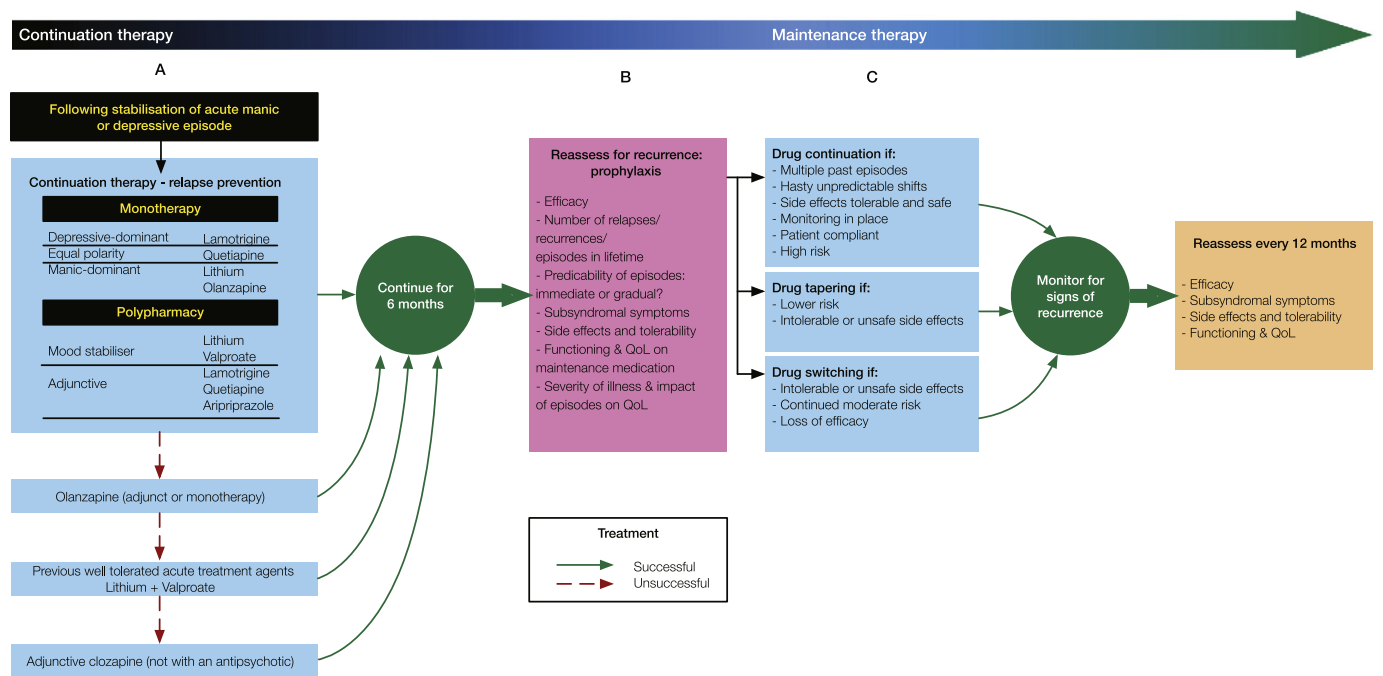 Continuation therapy
Maintenance therapy
A
Following stabilisation of acute manic
or depressive episode
Continuation therapy - relapse prevention
Monotherapy
Depressive-dominant Lamotrigine
Equal polarity Quetiapine
Manic-dominant Lithium
Olanzapine
Polypharmacy
Mood stabiliser Lithium
Valproate
Adjunctive Lamotrigine
Quetiapine
Aripriprazole
Olanzapine (adjunct or monotherapy)
Previous well tolerated acute treatment agents
Lithium + Valproate
Adjunctive clozapine (not with an antipsychotic)
Continue for
6 months
B
Reassess for recurrence:
prophylaxis
- Efficacy
- Number of relapses/
recurrences/
episodes in lifetime
- Predicability of episodes:
immediate or gradual?
- Subsyndromal symptoms
- Side effects and tolerability
- Functioning & QoL on
maintenance medication
- Severity of illness & impact
of episodes on QoL
C
Drug continuation if:
- Multiple past episodes
- Hasty unpredictable shifts
- Side effects tolerable and safe
- Monitoring in place
- Patient compliant
- High risk
Drug tapering if:
- Lower risk
- Intolerable or unsafe side effects
Drug switching if:
- Intolerable or unsafe side effects
- Continued moderate risk
- Loss of efficacy
Monitor for
signs of
recurrence
Reassess every 12 months
- Efficacy
- Subsyndromal symptoms
- Side effects and tolerability
- Functioning & QoL
Treatment
Successful
Unsuccessful